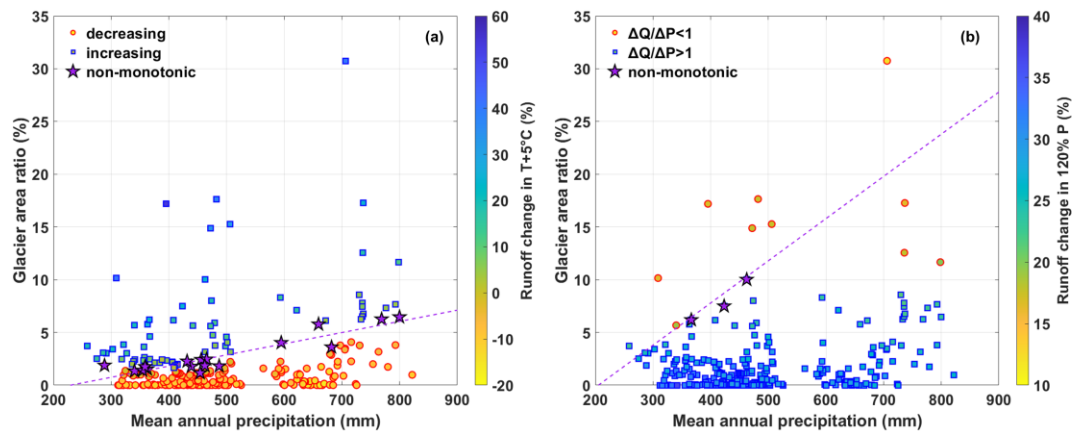 35
30
25
20
15
10
5
0
200 300 400 500 600 700 800 900
Mean annual precipitation (mm)
Glacier area ratio (%)
decreasing
increasing
non-monotonic
(a)
60
50
40
30
20
10
0
-10
-20
Runoff change in T+5°C (%)
35
30
25
20
15
10
5
0
200 300 400 500 600 700 800 900
Mean annual precipitation (mm)
Glacier area ratio (%)
ΔQ/ΔP<1
ΔQ/ΔP>1
non-monotonic
(b)
40
35
30
25
20
15
10
Runoff change in 120% P (%)